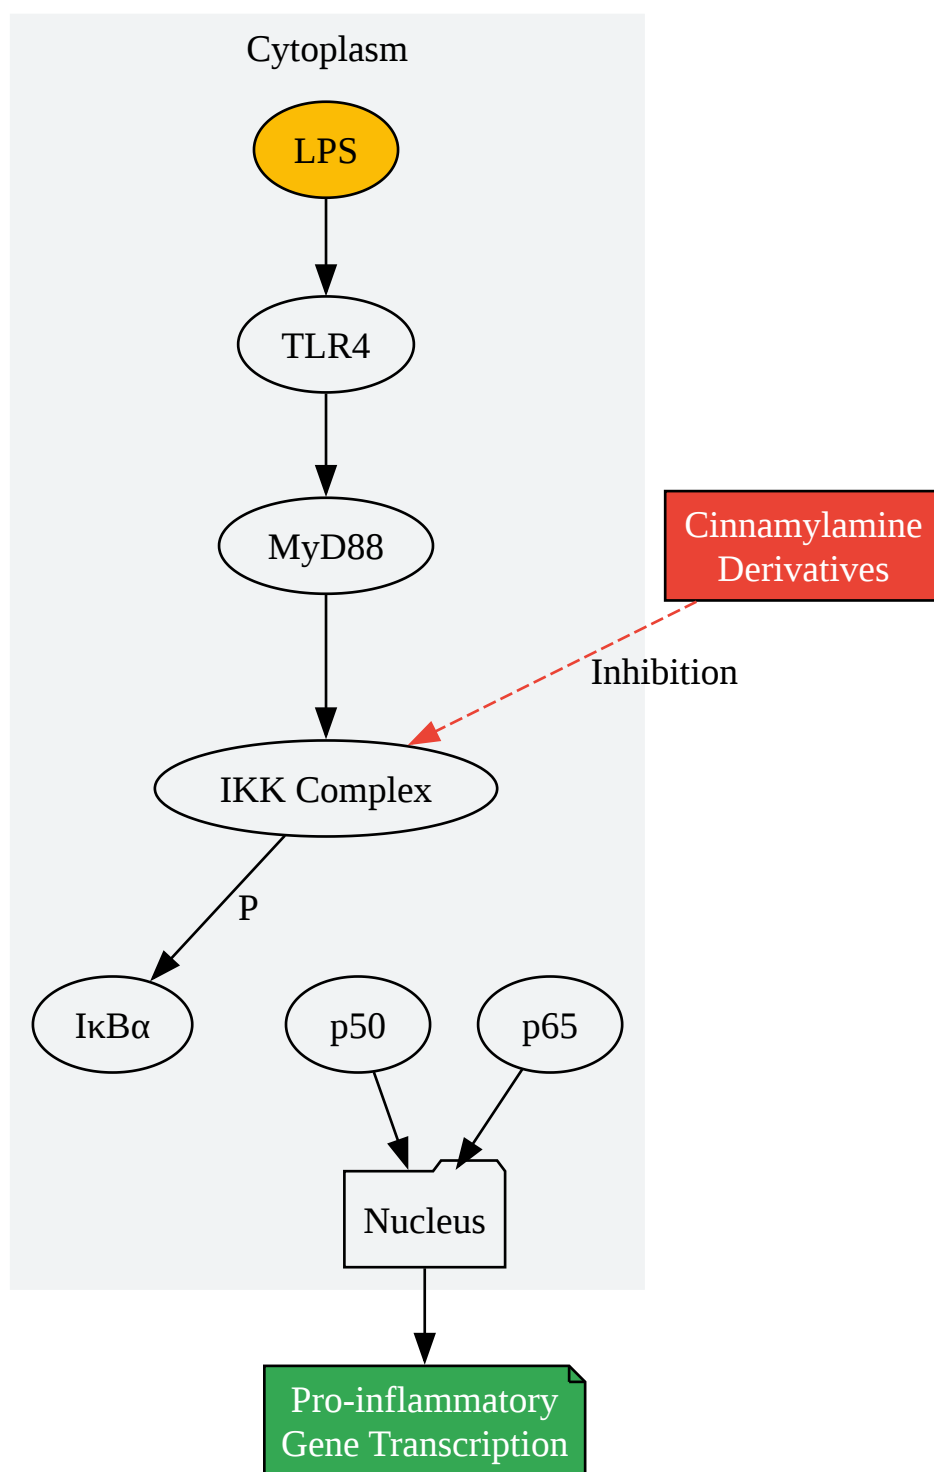 Cytoplasm
LPS
TLR4
MyD88
Cinnamylamine
Derivatives
Inhibition
IKK Complex
P
IκBα
p50
p65
Nucleus
Pro-inflammatory
Gene Transcription